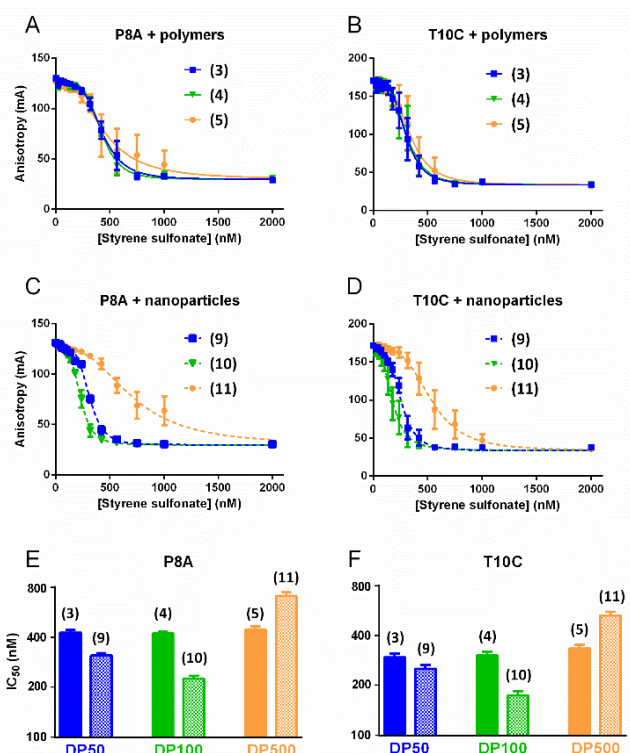 A
P8A + polymers
Anisotropy (mA)
150
100
50
0
(3)
(4)
(5)
0 500 1000 1500 2000
[Styrene sulfonate] (nM)
B
T10C + polymers
Anisotropy (mA)
200
150
100
50
0
(3)
(4)
(5)
0 500 1000 1500 2000
[Styrene sulfonate] (nM)
C
P8A + nanoparticles
Anisotropy (mA)
150
100
50
0
(9)
(10)
(11)
0 500 1000 1500 2000
[Styrene sulfonate] (nM)
D
T10C + nanoparticles
Anisotropy (mA)
200
150
100
50
0
(9)
(10)
(11)
0 500 1000 1500 2000
[Styrene sulfonate] (nM)
E
P8A
IC50 (nM)
800
400
200
100
(3)
(9)
(4)
(10)
(5)
(11)
DP50 DP100 DP500
F
T10C
800
400
200
100
(3)
(9)
(4)
(10)
(5)
(11)
DP50 DP100 DP500